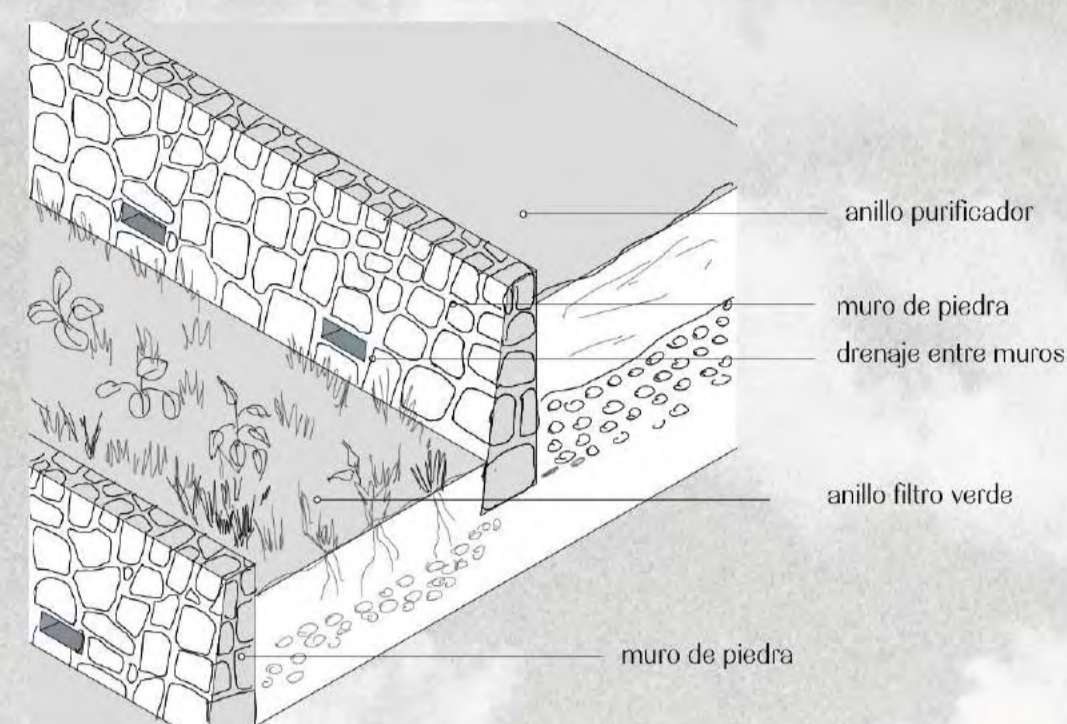 anillo purificador
muro de piedra
drenaje entre muros
anillo filtro verde
muro de piedra